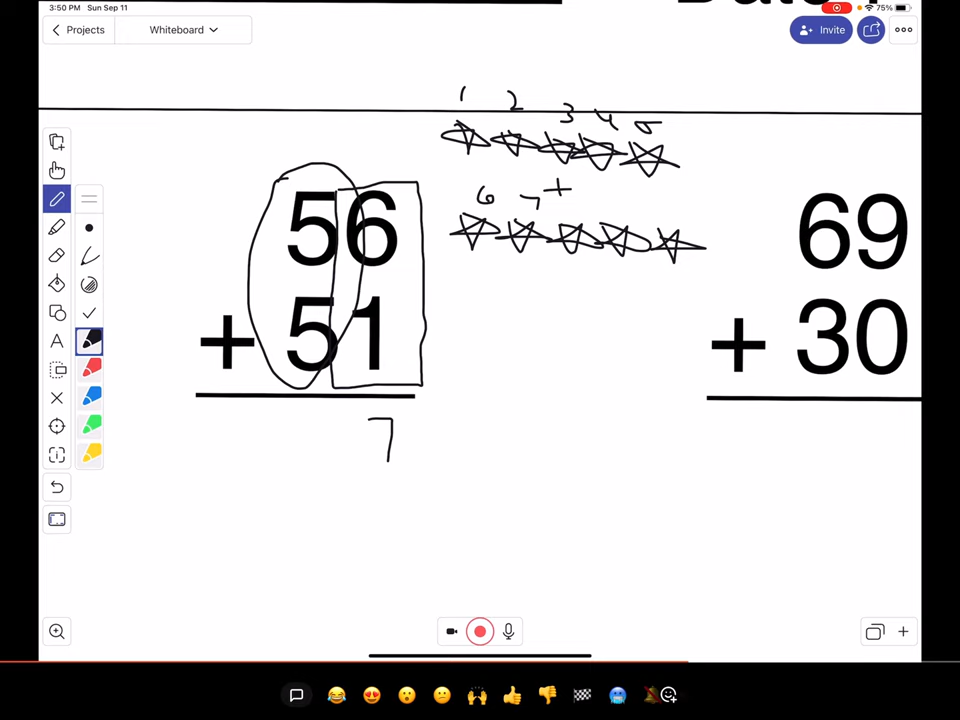 3:50 PM Sun Sep 11
75%
Projects
Whiteboard
Invite
1 2 3 4 5
6 7 +
56
+ 51
7
69
+ 30
A